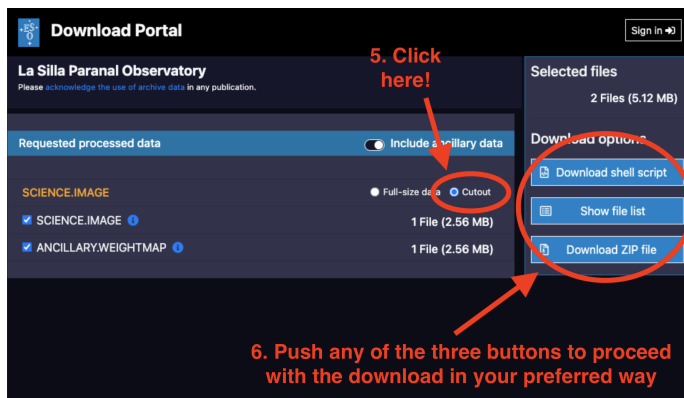 ESO
Download Portal
Sign in
La Silla Paranal Observatory
Please acknowledge the use of archive data in any publication.
5. Click
here!
Selected files
2 Files (5.12 MB)
Requested processed data
Include ancillary data
Download options
Download shell script
SCIENCE.IMAGE
Full-size data
Cutout
SCIENCE.IMAGE
1 File (2.56 MB)
Show file list
ANCILLARY.WEIGHTMAP
1 File (2.56 MB)
Download ZIP file
6. Push any of the three buttons to proceed
with the download in your preferred way